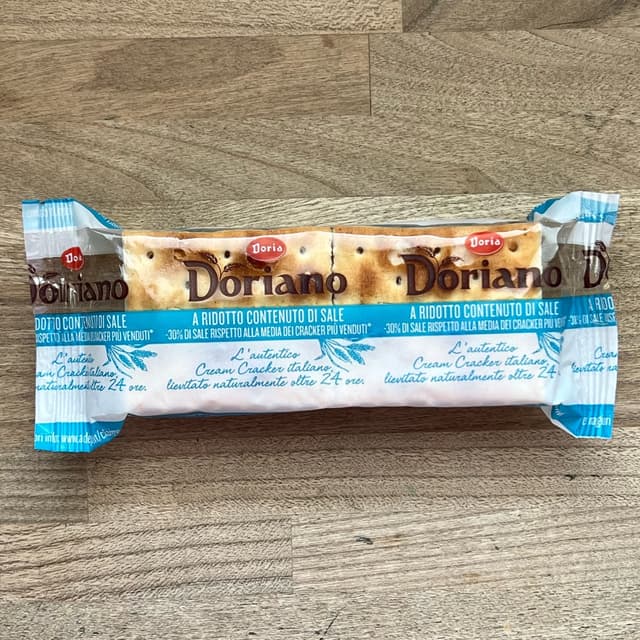 Doria
Doriano
A RIDOTTO CONTENUTO DI SALE
-30% DI SALE RISPETTO ALLA MEDIA DEI CRACKER PIÙ VENDUTI*
L'autentico
Cream Cracker italiano,
lievitato naturalmente oltre 24 ore.
Doria
Doriano
A RIDOTTO CONTENUTO DI SALE
-30% DI SALE RISPETTO ALLA MEDIA DEI CRACKER PIÙ VENDUTI*
L'autentico
Cream Cracker italiano,
lievitato naturalmente oltre 24